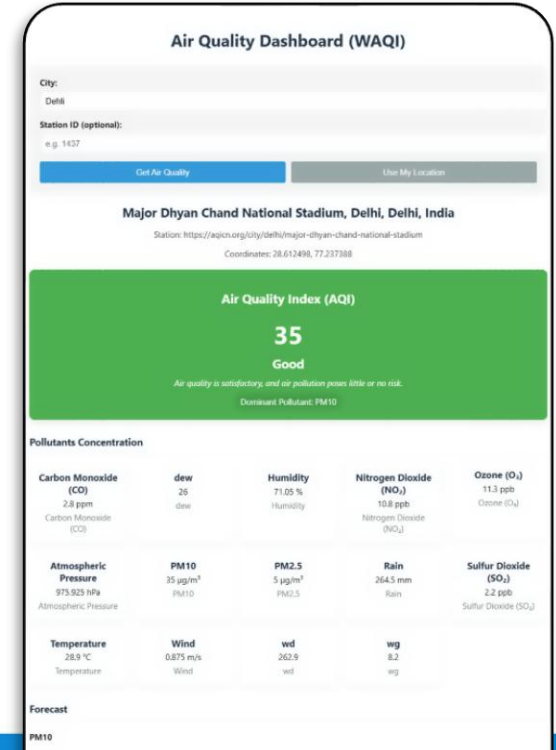 Air Quality Dashboard (WAQI)
City:
Dehli
Station ID (optional):
e.g. 1437
Get Air Quality
Use My Location
Major Dhyan Chand National Stadium, Delhi, Delhi, India
Station: https://aqicn.org/city/delhi/major-dhyan-chand-national-stadium
Coordinates: 28.612498, 77.237388
Air Quality Index (AQI)
35
Good
Air quality is satisfactory, and air pollution poses little or no risk.
Dominant Pollutant: PM10
Pollutants Concentration
Carbon Monoxide
(CO)
2.8 ppm
Carbon Monoxide
(CO)
dew
26
dew
Humidity
71.05 %
Humidity
Nitrogen Dioxide
(NO₂)
10.8 ppb
Nitrogen Dioxide
(NO₂)
Ozone (O₃)
11.3 ppb
Ozone (O₃)
Atmospheric
Pressure
975.925 hPa
Atmospheric Pressure
PM10
35 µg/m³
PM10
PM2.5
5 µg/m³
PM2.5
Rain
264.5 mm
Rain
Sulfur Dioxide
(SO₂)
2.2 ppb
Sulfur Dioxide (SO₂)
Temperature
28.9 °C
Temperature
Wind
0.875 m/s
Wind
wd
262.9
wd
wg
8.2
wg
Forecast
PM10